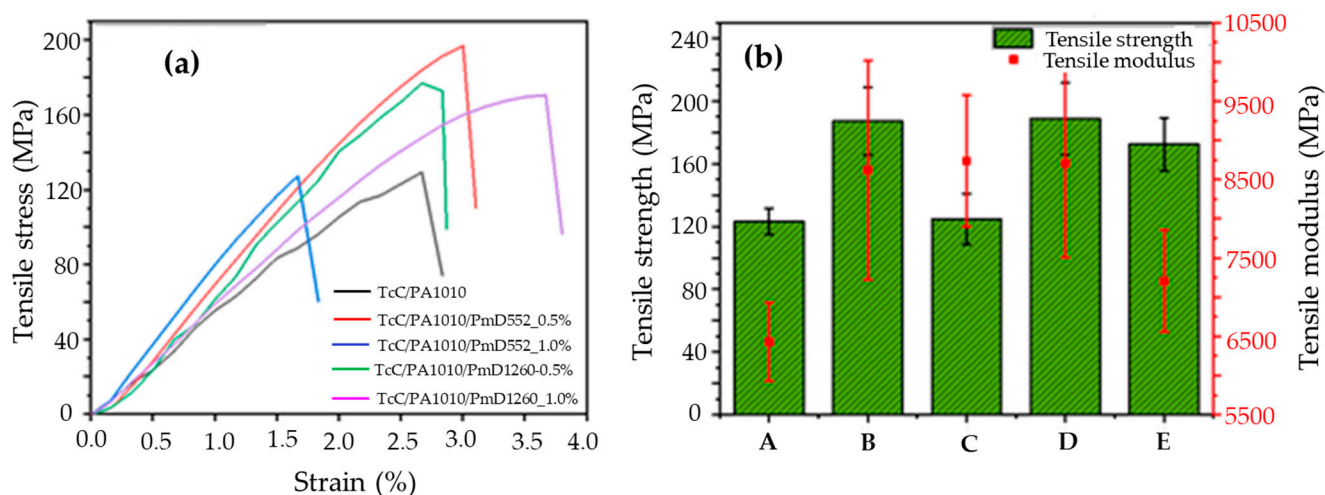 (a)
Tensile stress (MPa)
200
160
120
80
40
0
0.0 0.5 1.0 1.5 2.0 2.5 3.0 3.5 4.0
Strain (%)
TcC/PA1010
TcC/PA1010/PmD552_0.5%
TcC/PA1010/PmD552_1.0%
TcC/PA1010/PmD1260-0.5%
TcC/PA1010/PmD1260_1.0%
(b)
Tensile strength
Tensile modulus
Tensile strength (MPa)
240
200
160
120
80
40
0
A B C D E
10500
9500
8500
7500
6500
5500
Tensile modulus (MPa)